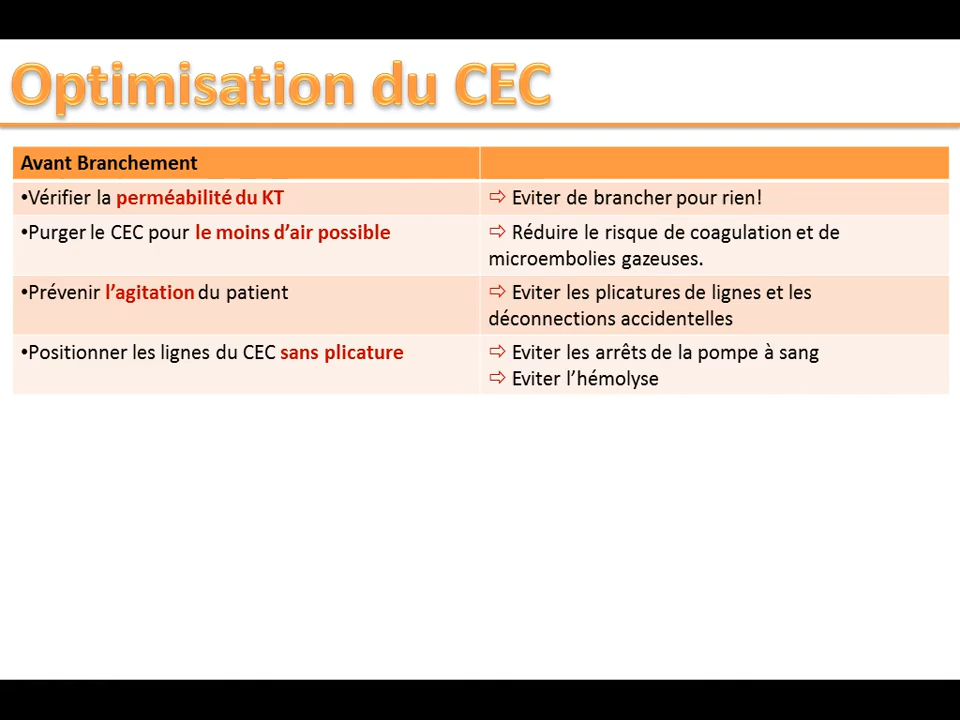 Optimisation du CEC
Avant Branchement
•Vérifier la perméabilité du KT
⇨ Eviter de brancher pour rien!
•Purger le CEC pour le moins d’air possible
⇨ Réduire le risque de coagulation et de
microembolies gazeuses.
•Prévenir l’agitation du patient
⇨ Eviter les plicatures de lignes et les
déconnections accidentelles
•Positionner les lignes du CEC sans plicature
⇨ Eviter les arrêts de la pompe à sang
⇨ Eviter l’hémolyse